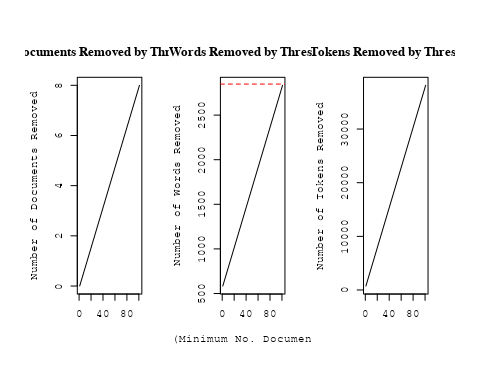 ocuments Removed by Thr
Words Removed by Thres
Tokens Removed by Thres
Number of Documents Removed
0 2 4 6 8
0 40 80
Number of Words Removed
500 1000 1500 2000 2500
0 40 80
Number of Tokens Removed
0 10000 20000 30000
0 40 80
(Minimum No. Documen